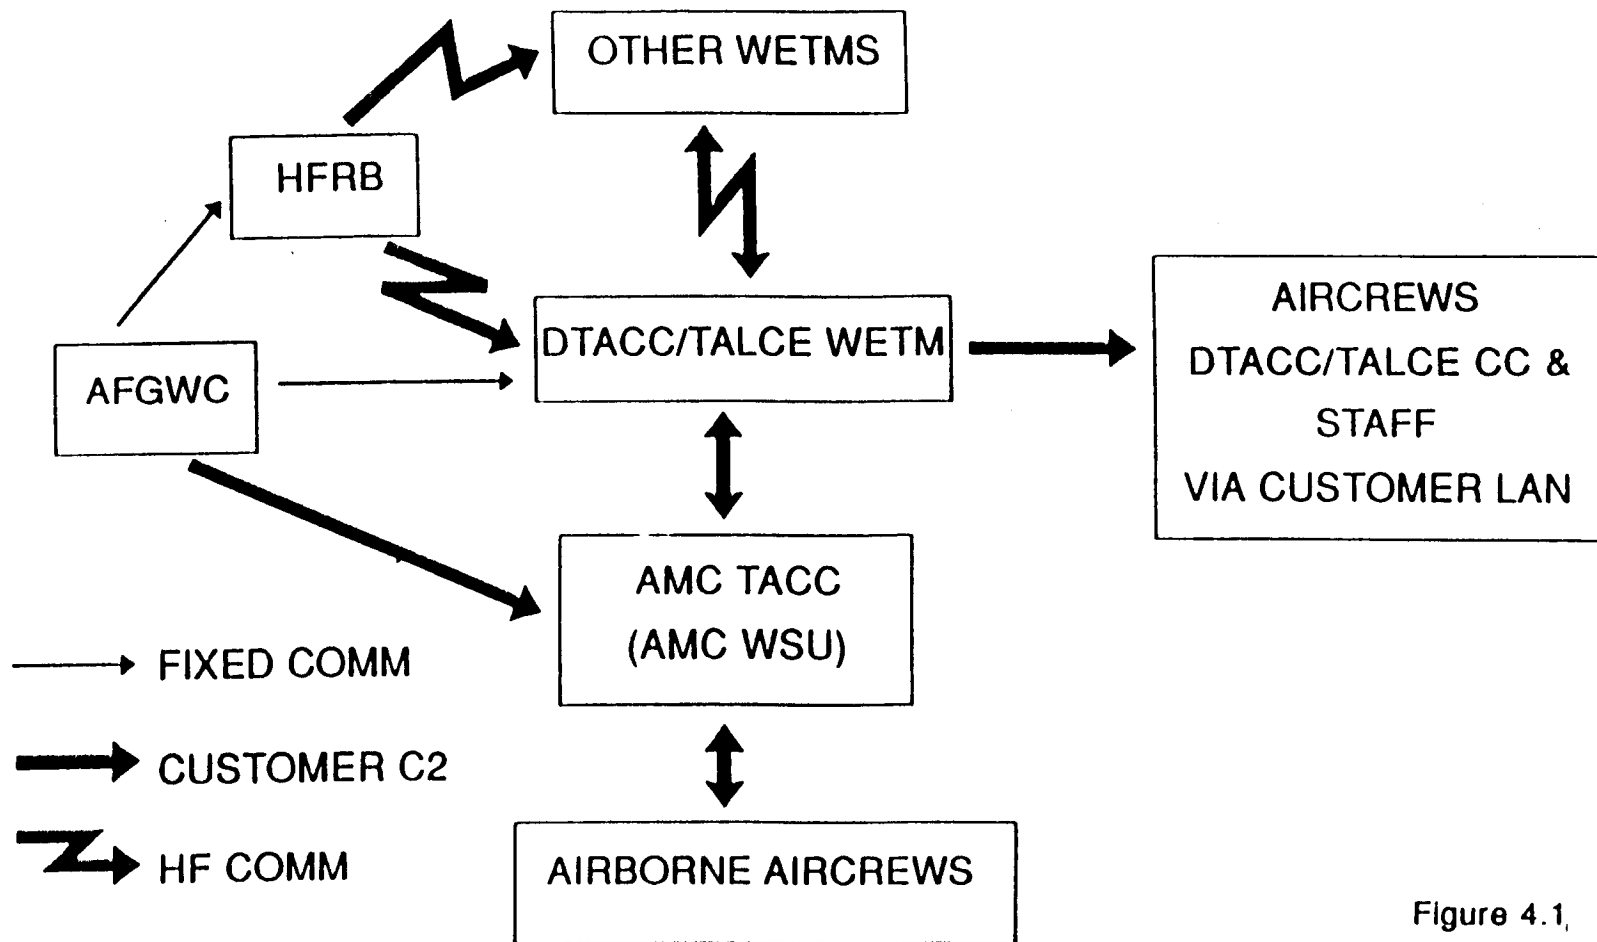 OTHER WETMS
HFRB
AFGWC
DTACC/TALCE WETM
AIRCREWS
DTACC/TALCE CC &
STAFF
VIA CUSTOMER LAN
AMC TACC
(AMC WSU)
FIXED COMM
CUSTOMER C2
HF COMM
AIRBORNE AIRCREWS
Figure 4.1